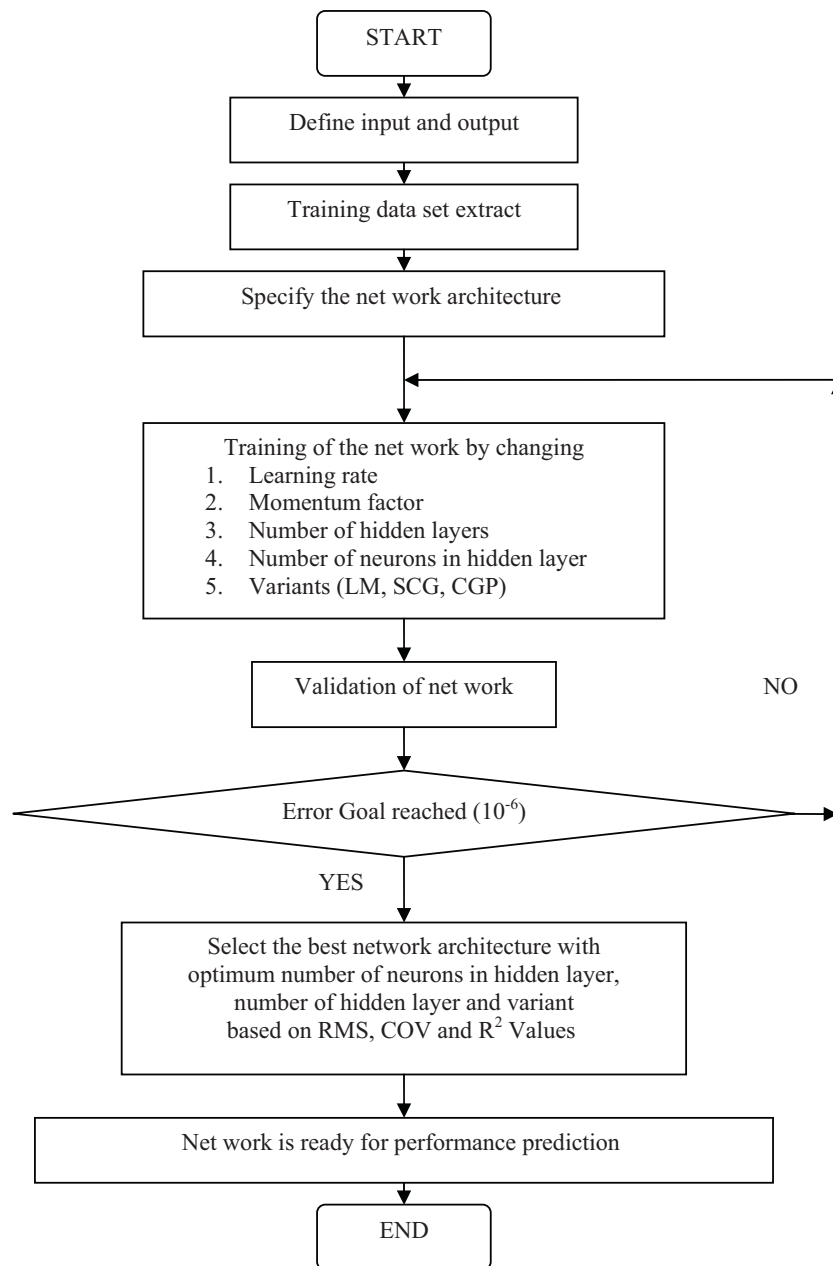 START
Define input and output
Training data set extract
Specify the net work architecture
Training of the net work by changing
1. Learning rate
2. Momentum factor
3. Number of hidden layers
4. Number of neurons in hidden layer
5. Variants (LM, SCG, CGP)
Validation of net work
NO
Error Goal reached (10⁻⁶)
YES
Select the best network architecture with
optimum number of neurons in hidden layer,
number of hidden layer and variant
based on RMS, COV and R² Values
Net work is ready for performance prediction
END